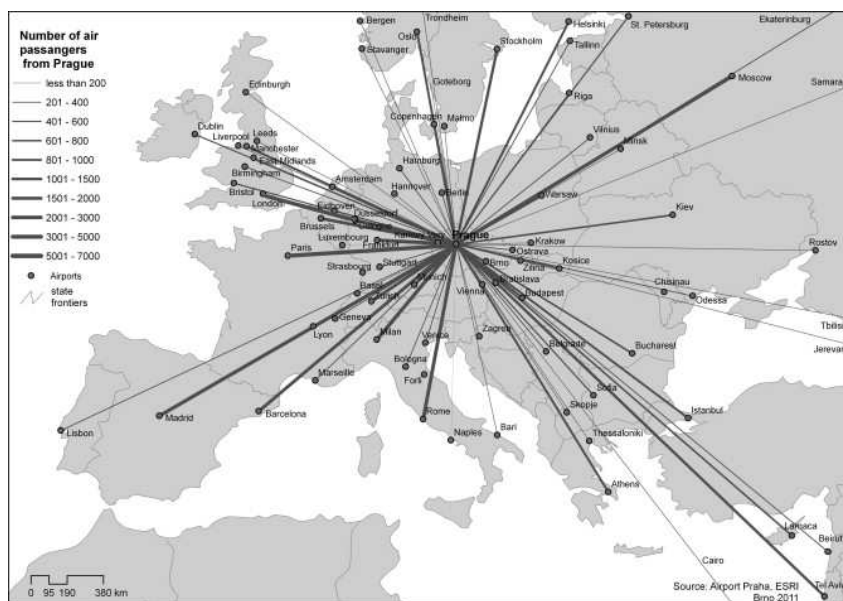 Number of air
passangers
from Prague
less than 200
201 - 400
401 - 600
601 - 800
801 - 1000
1001 - 1500
1501 - 2000
2001 - 3000
3001 - 5000
5001 - 7000
Airports
state
frontiers
Bergen
Trondheim
Oslo
Stavanger
Stockholm
Helsinki
St. Petersburg
Ekaterinburg
Tallinn
Moscow
Samara
Goteborg
Edinburgh
Riga
Copenhagen
Malmo
Dublin
Leeds
Liverpool
Manchester
East Midlands
Vilnius
Minsk
Birmingham
Hamburg
Amsterdam
Hannover
Berlin
Warsaw
Bristol
London
Dusseldorf
Brussels
Kiev
Luxembourg
Frankfurt
Karlovy Vary
Prague
Krakow
Paris
Ostrava
Rostov
Strasbourg
Stuttgart
Brno
Zilina
Kosice
Munich
Vienna
Bratislava
Basel
Zurich
Budapest
Chisinau
Odessa
Geneva
Tbilisi
Lyon
Milan
Venice
Zagreb
Jerevan
Belgrade
Bucharest
Bologna
Marseille
Forli
Sofia
Madrid
Barcelona
Rome
Skopje
Istanbul
Lisbon
Naples
Bari
Thessaloniki
Athens
Larnaca
Beirut
Cairo
Tel Aviv
0 95 190 380 km
Source: Airport Praha, ESRI
Brno 2011